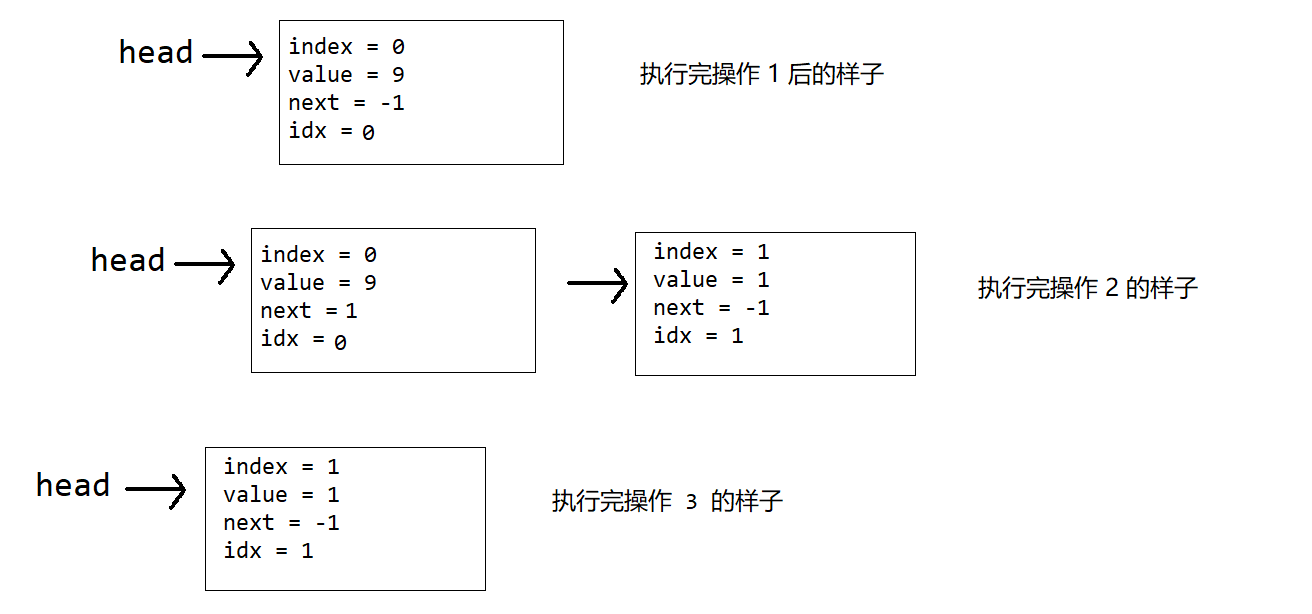 head
index = 0
value = 9
next = -1
idx = 0
执行完操作 1 后的样子
head
index = 0
value = 9
next = 1
idx = 0
index = 1
value = 1
next = -1
idx = 1
执行完操作 2 的样子
head
index = 1
value = 1
next = -1
idx = 1
执行完操作 3 的样子